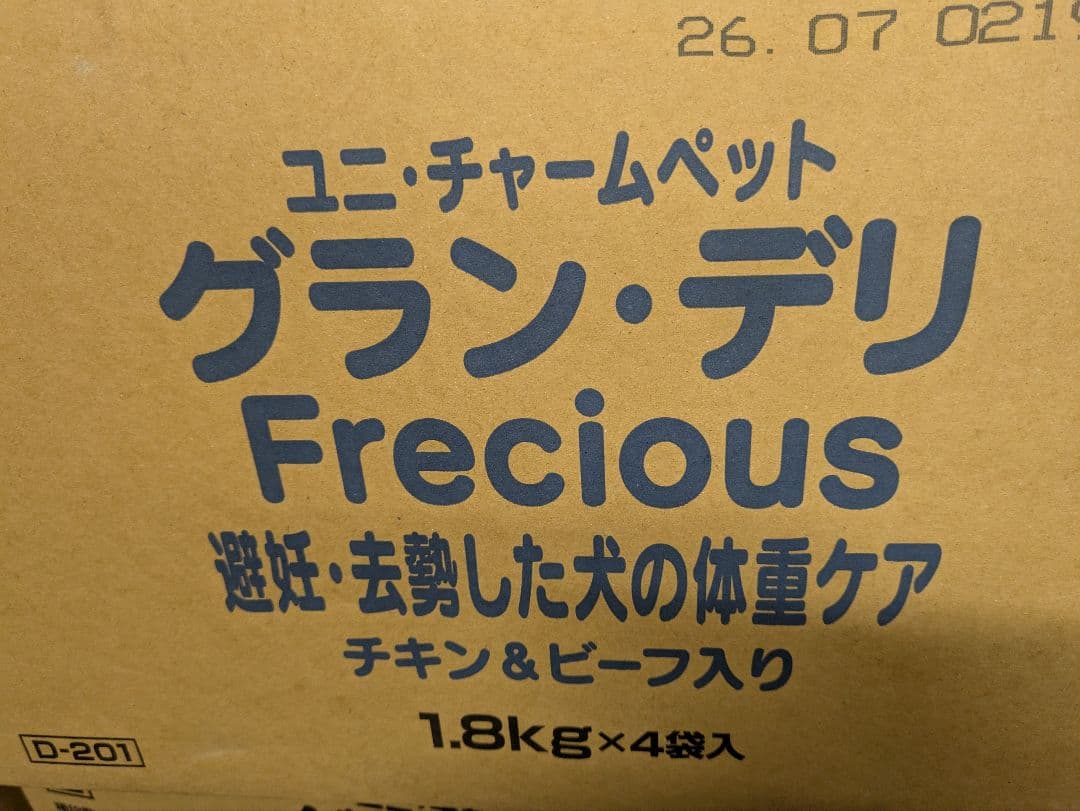 26. 07 0219
ユニ・チャームペット
グラン・デリ
Frecious
避妊・去勢した犬の体重ケア
チキン&ビーフ入り
1.8kg×4袋入
D-201